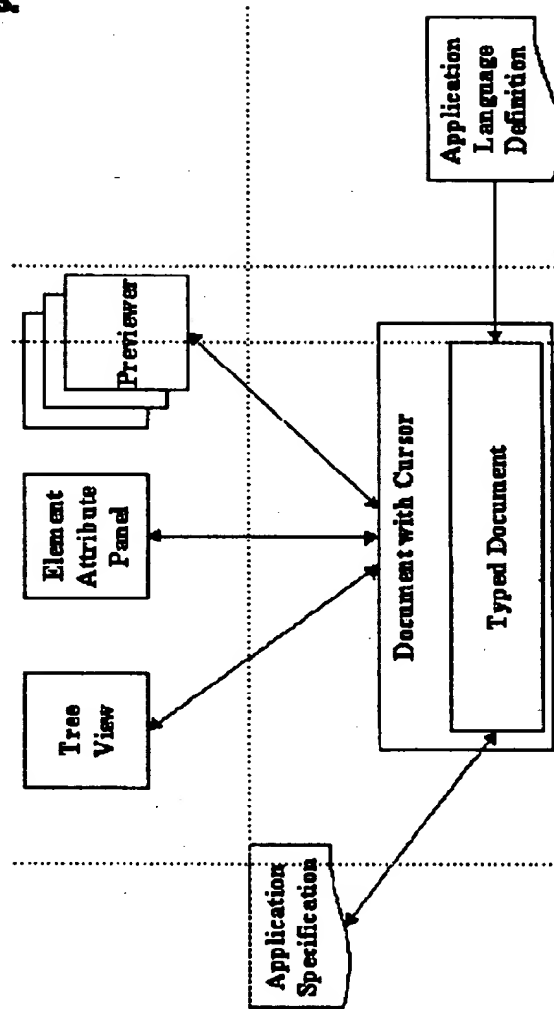 Tree
View
Element
Attribute
Panel
Previewer
Application
Specification
Document with Cursor
Typed Document
Application
Language
Definition